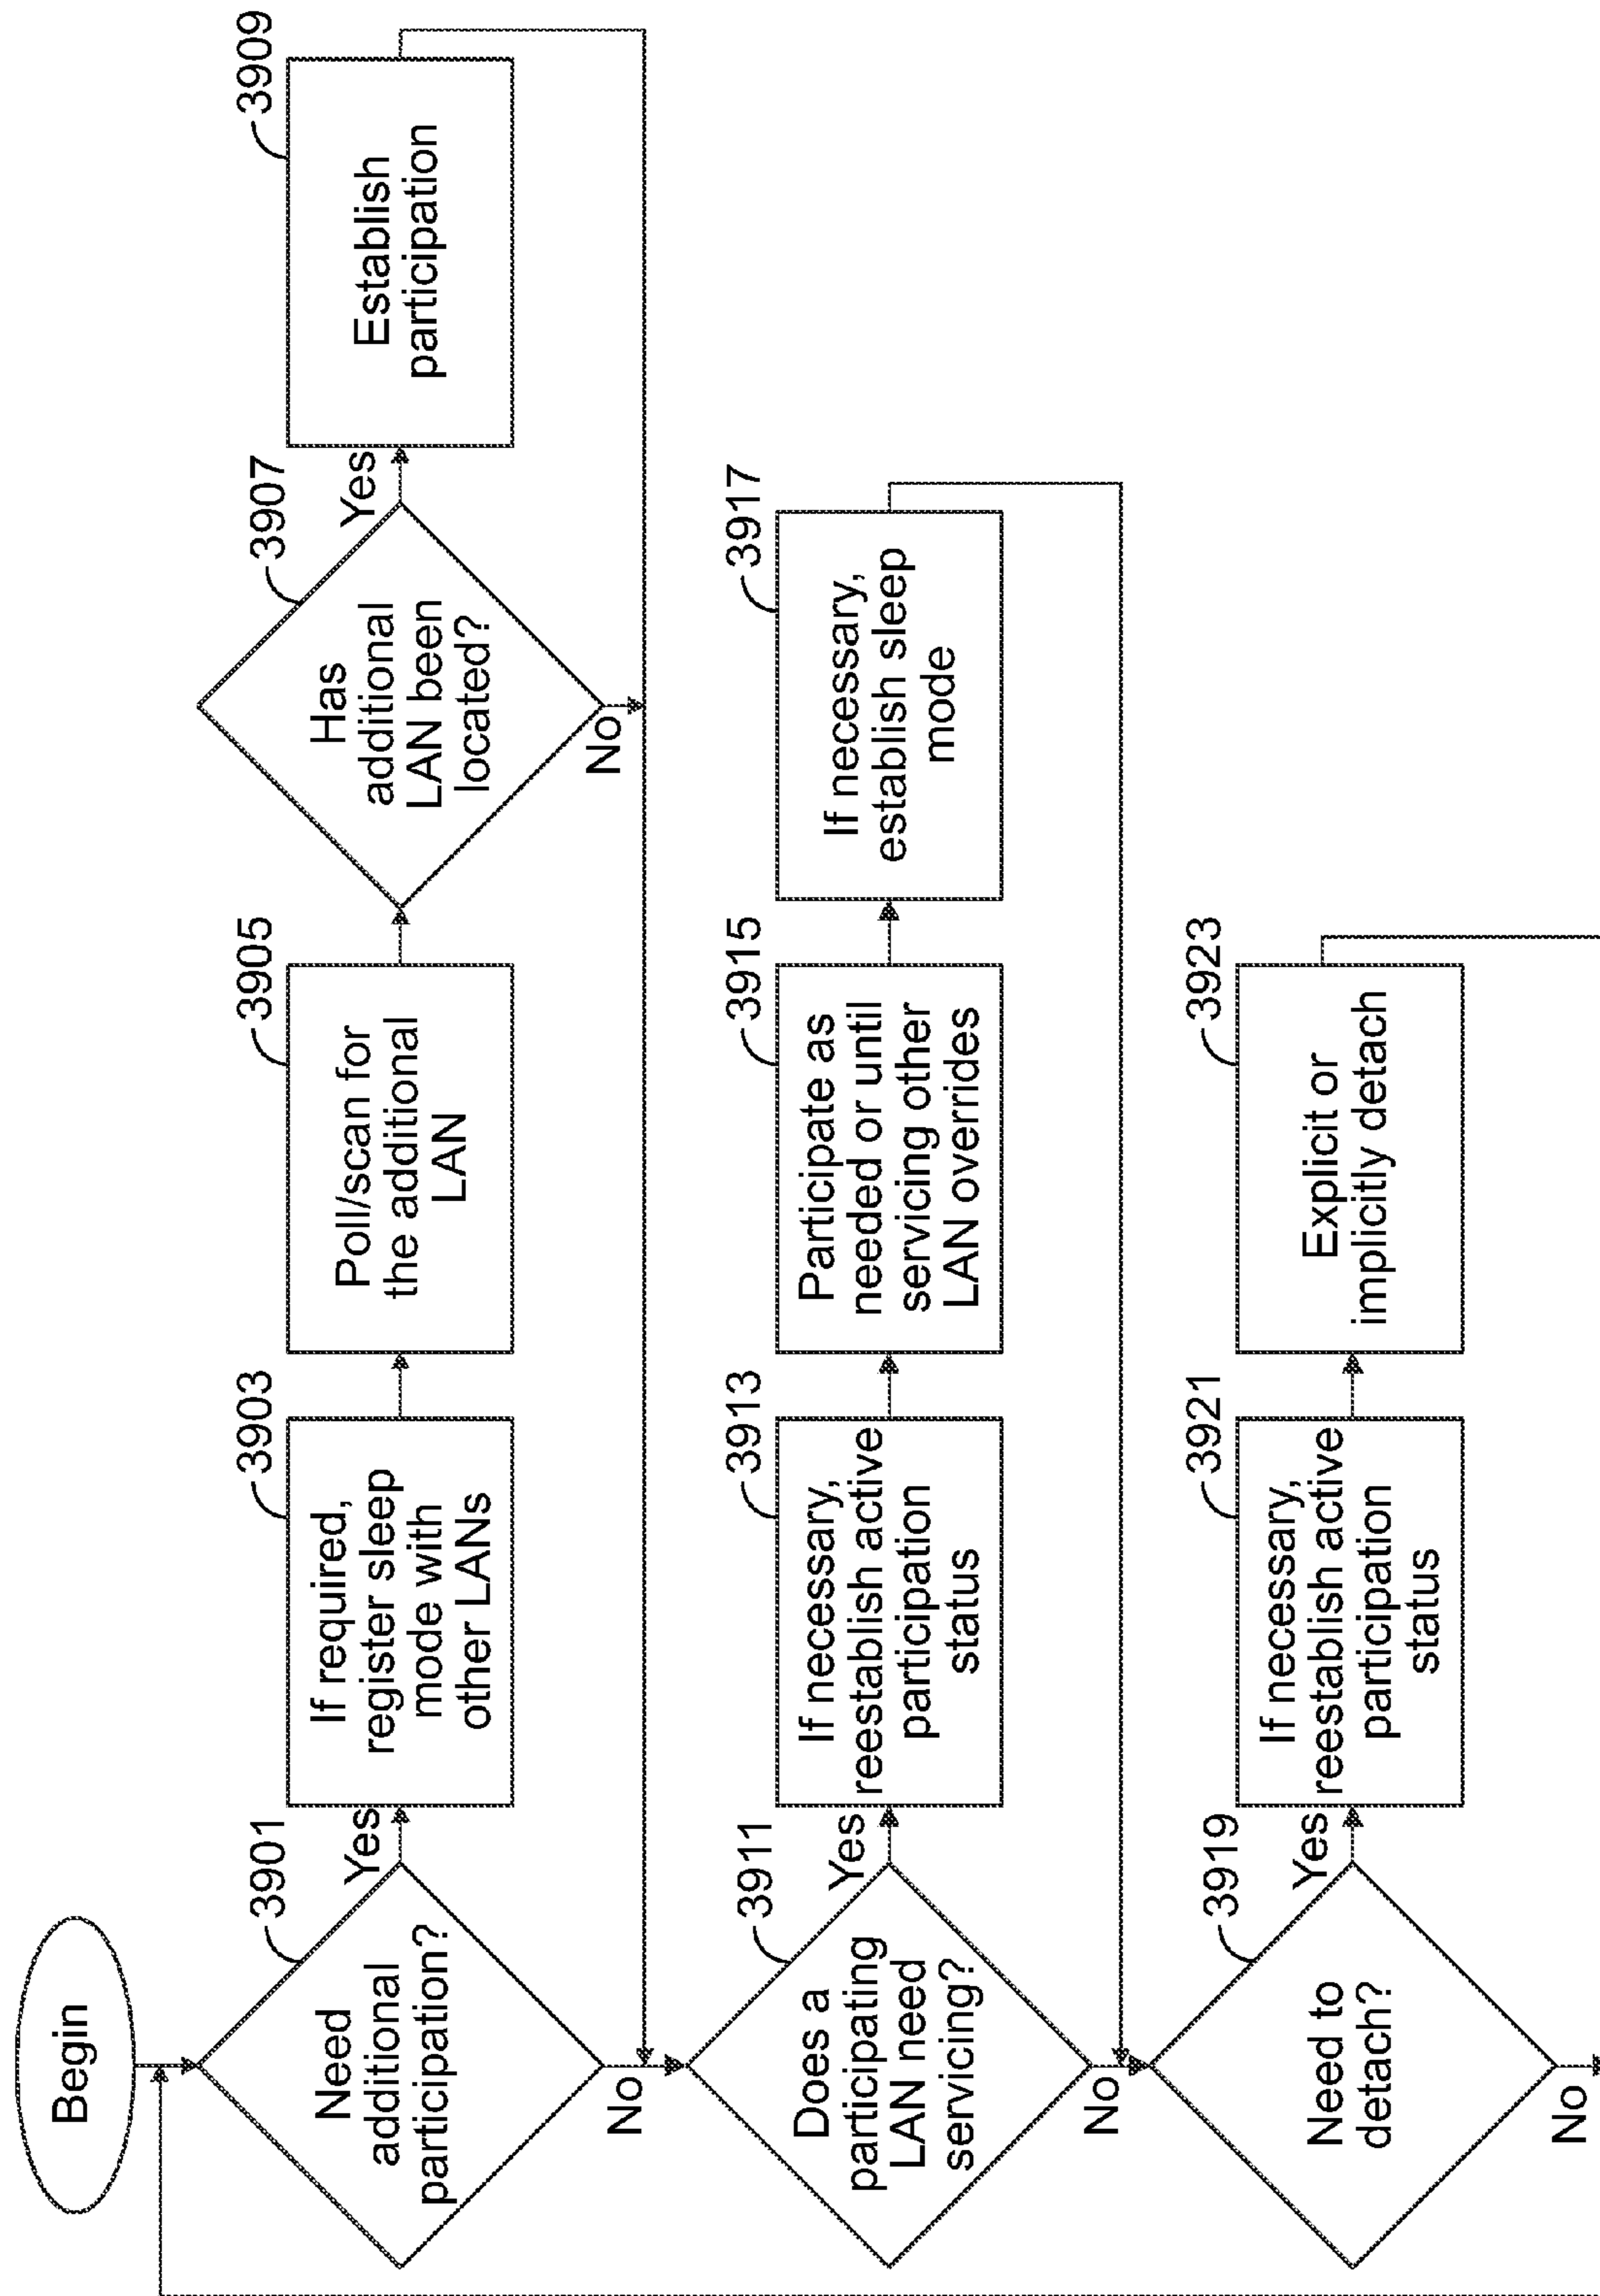 Begin
3901
Need
additional
participation?
Yes
No
3903
If required,
register sleep
mode with
other LANs
3905
Poll/scan for
the additional
LAN
3907
Has
additional
LAN been
located?
Yes
No
3909
Establish
participation
3911
Does a
participating
LAN need
servicing?
Yes
No
3913
If necessary,
reestablish active
participation
status
3915
Participate as
needed or until
servicing other
LAN overrides
3917
If necessary,
establish sleep
mode
3919
Need to
detach?
Yes
No
3921
If necessary,
reestablish active
participation
status
3923
Explicit or
implicitly detach